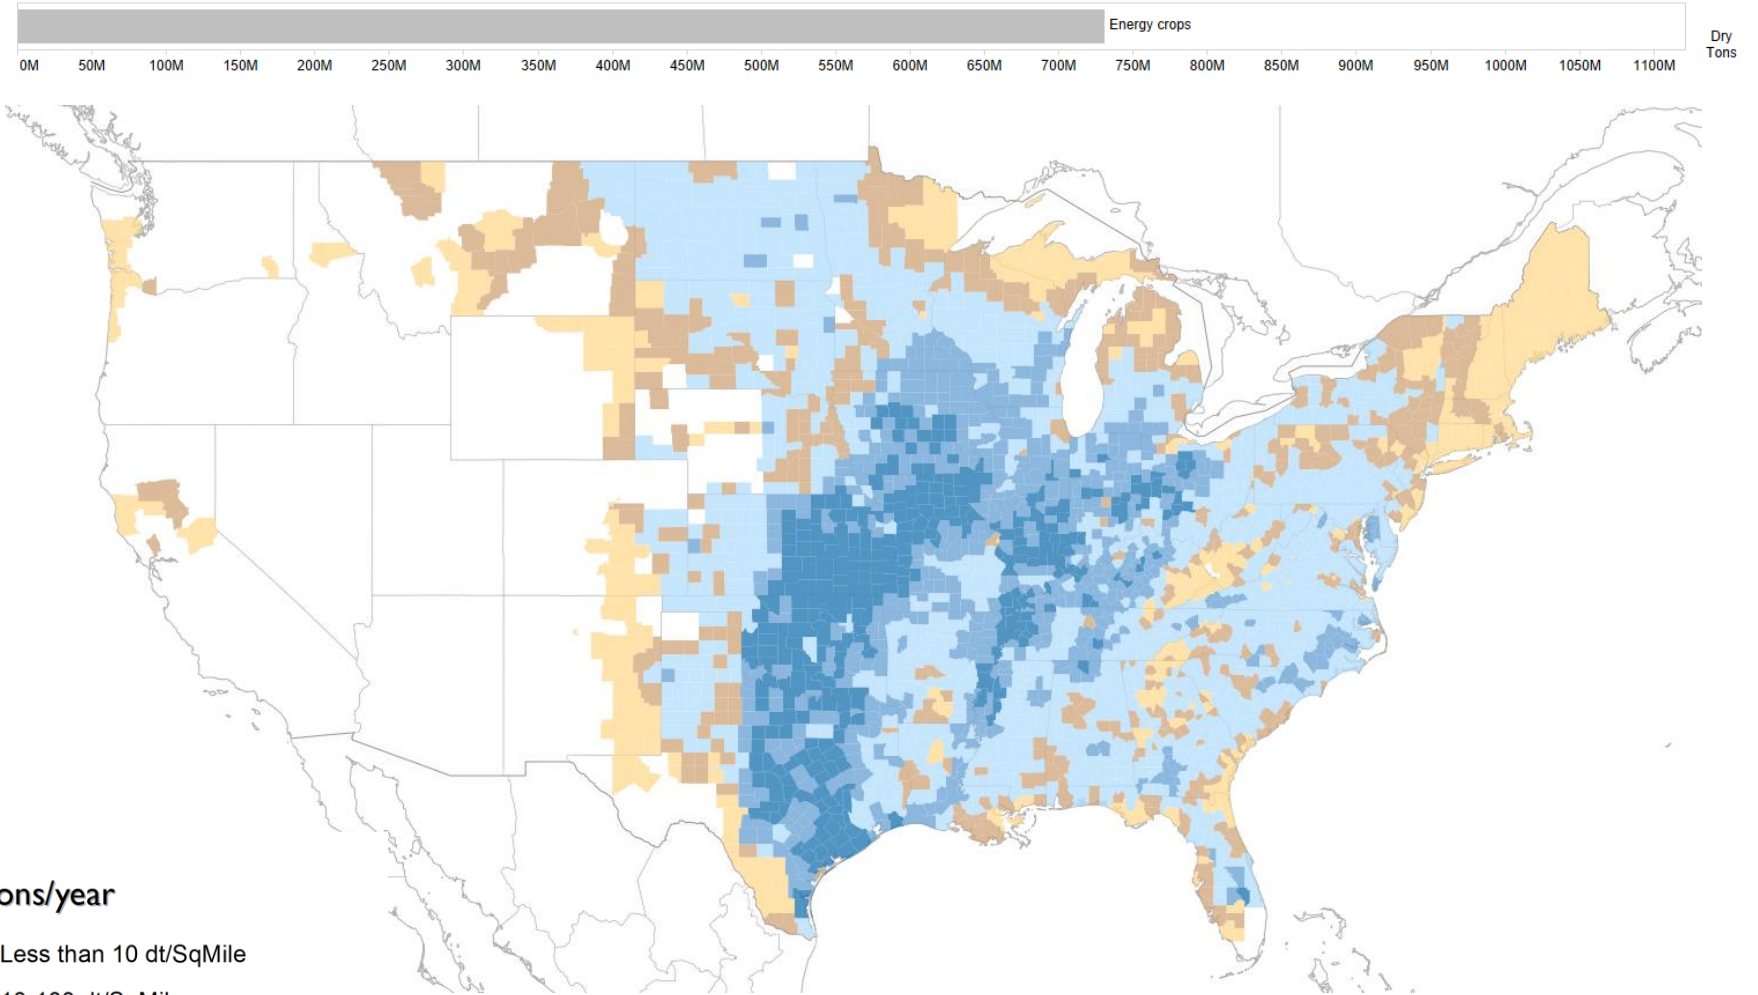 Energy crops
Dry
Tons
0M 50M 100M 150M 200M 250M 300M 350M 400M 450M 500M 550M 600M 650M 700M 750M 800M 850M 900M 950M 1000M 1050M 1100M
ons/year
Less than 10 dt/SqMile